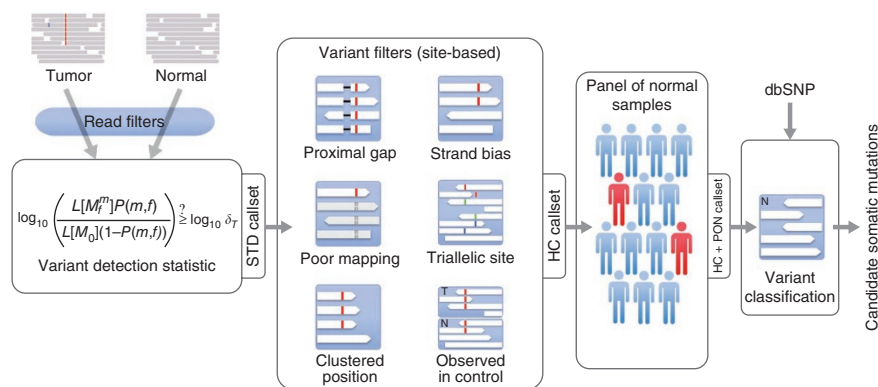 Tumor
Normal
Read filters
log10 (L[M_f^m]P(m,f) / L[M0](1–P(m,f))) ≥? log10 δT
Variant detection statistic
STD callset
Variant filters (site-based)
Proximal gap
Strand bias
Poor mapping
Triallelic site
T
N
Clustered
position
Observed
in control
HC callset
Panel of normal
samples
HC + PON callset
dbSNP
N
Variant
classification
Candidate somatic mutations